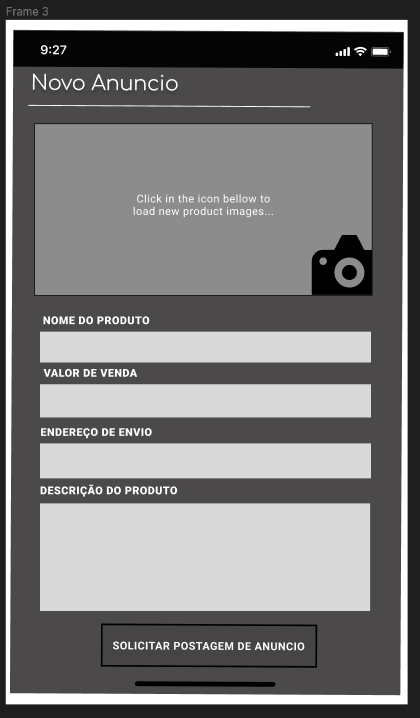 Frame 3
9:27
Novo Anuncio
Click in the icon bellow to
load new product images...
NOME DO PRODUTO
VALOR DE VENDA
ENDEREÇO DE ENVIO
DESCRIÇÃO DO PRODUTO
SOLICITAR POSTAGEM DE ANUNCIO